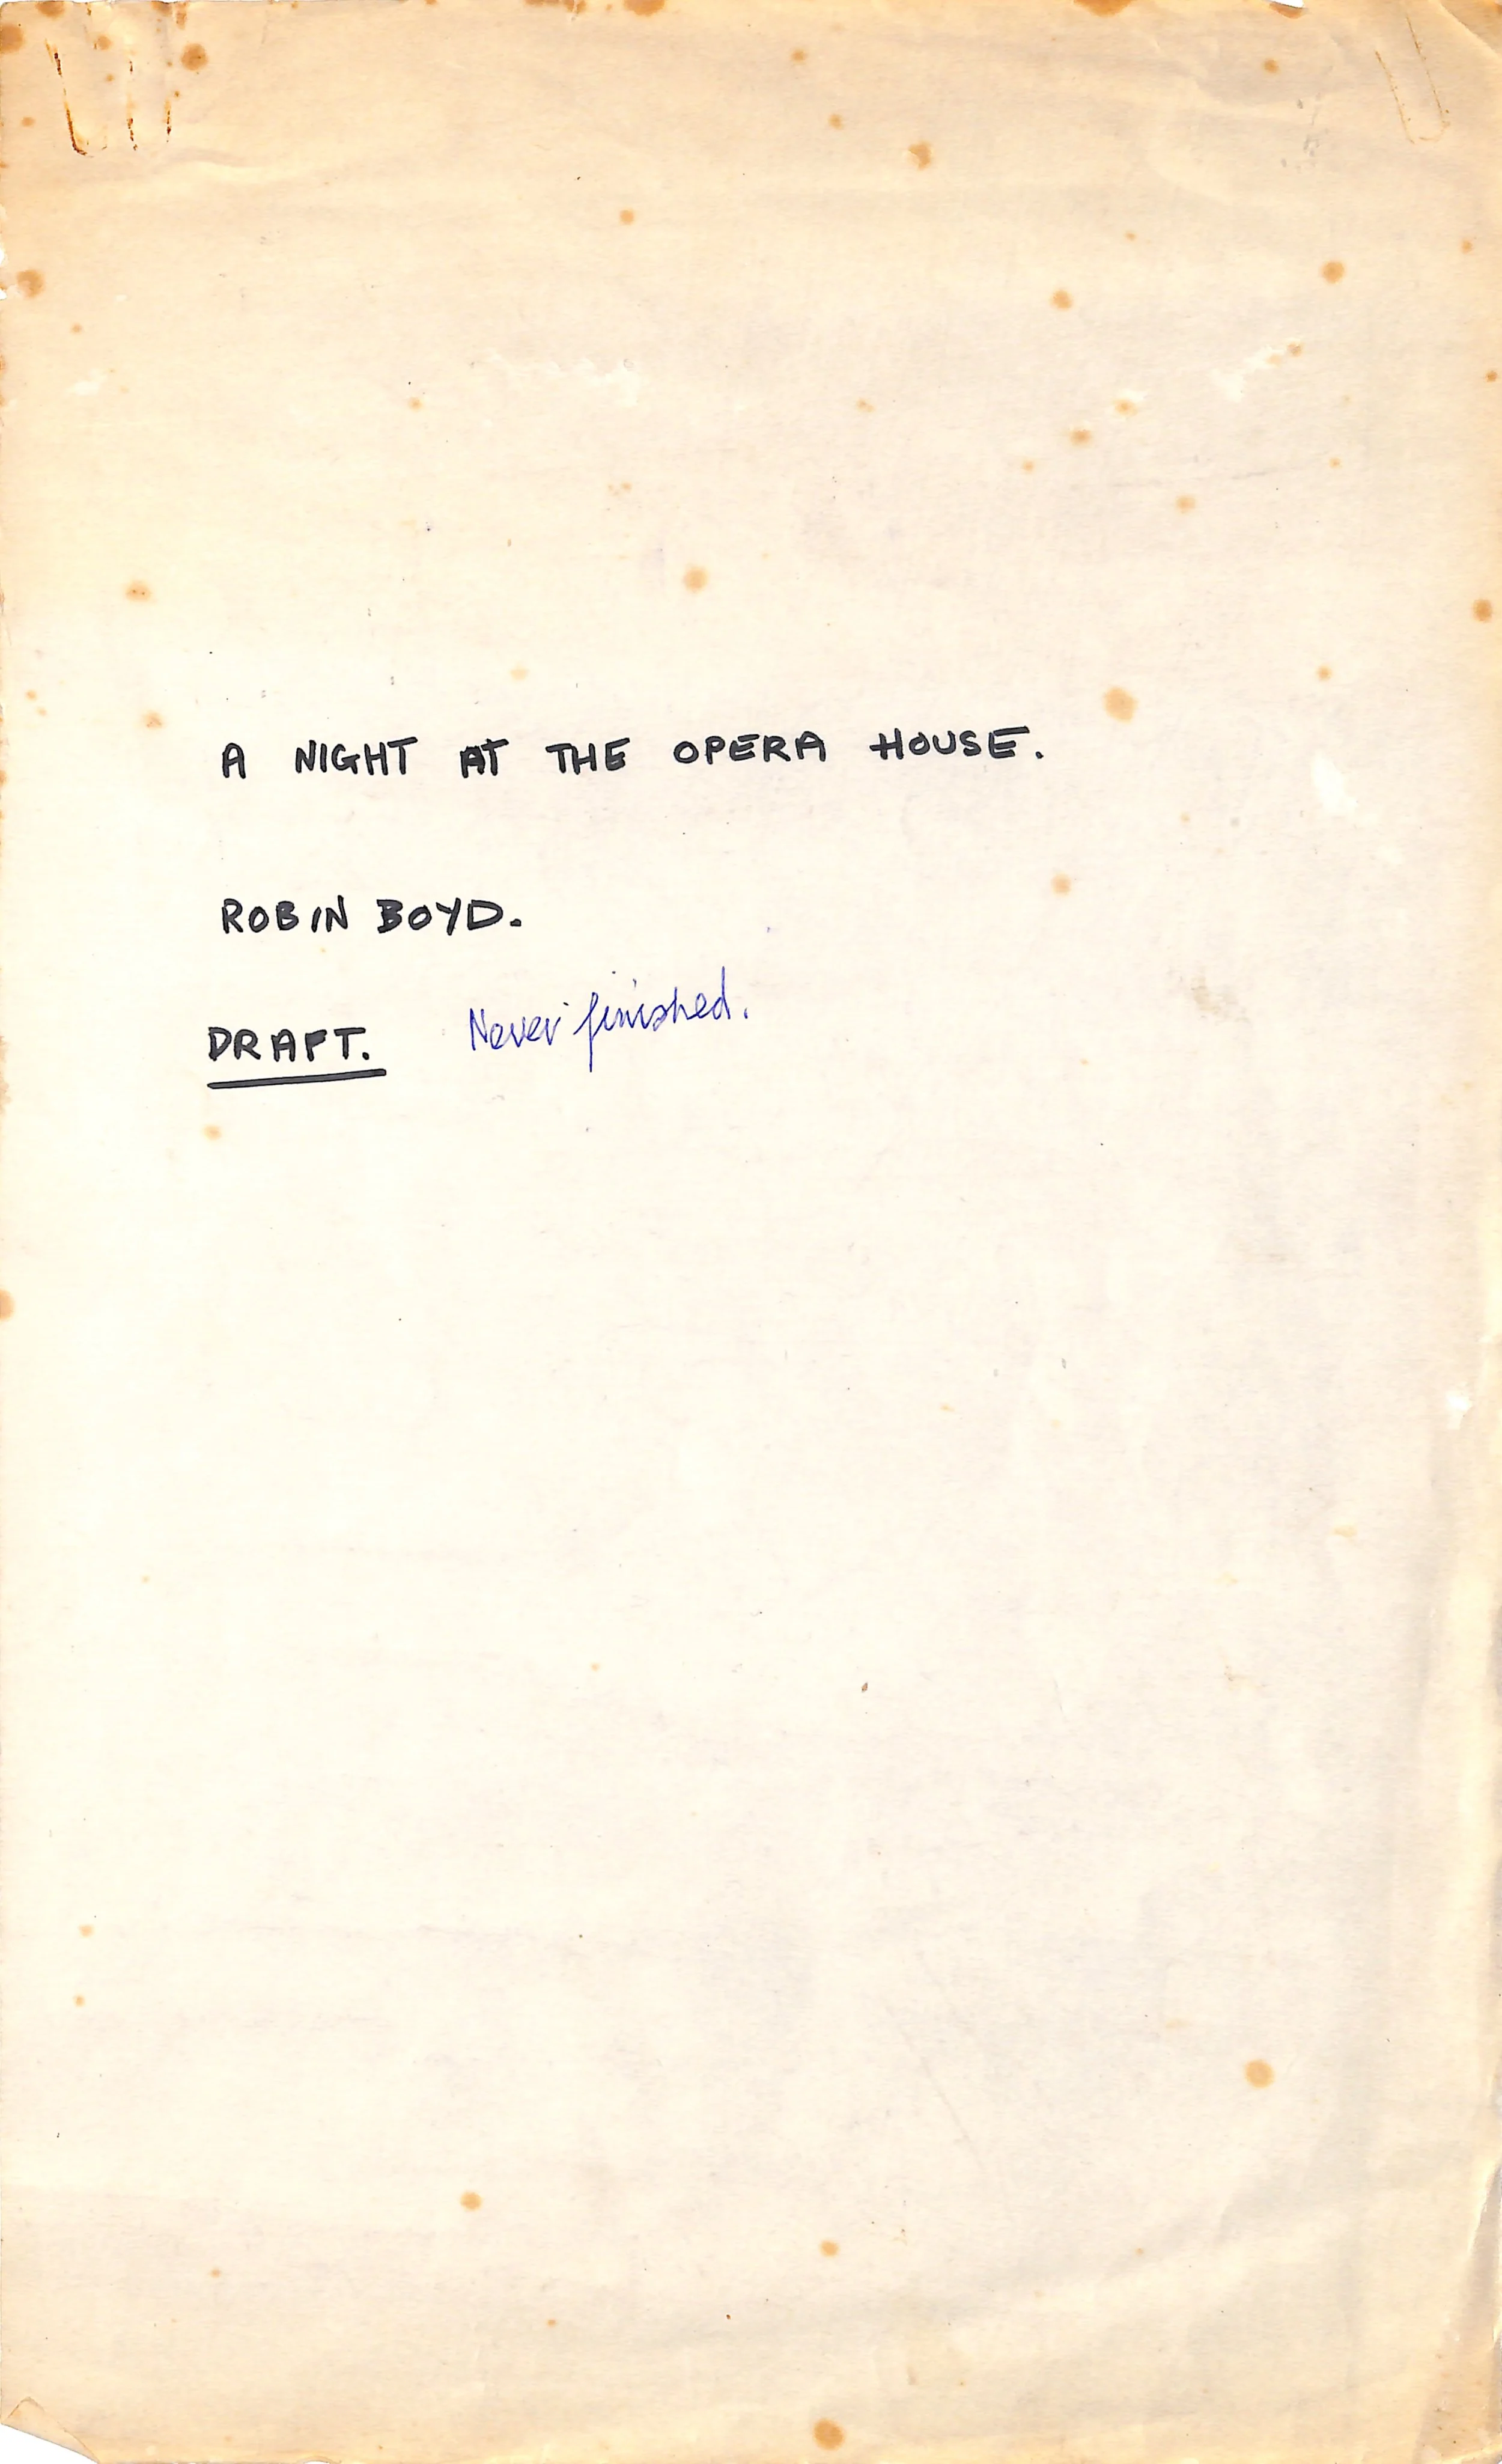 A NIGHT AT THE OPERA HOUSE.
ROBIN BOYD.
DRAFT. Never finished.